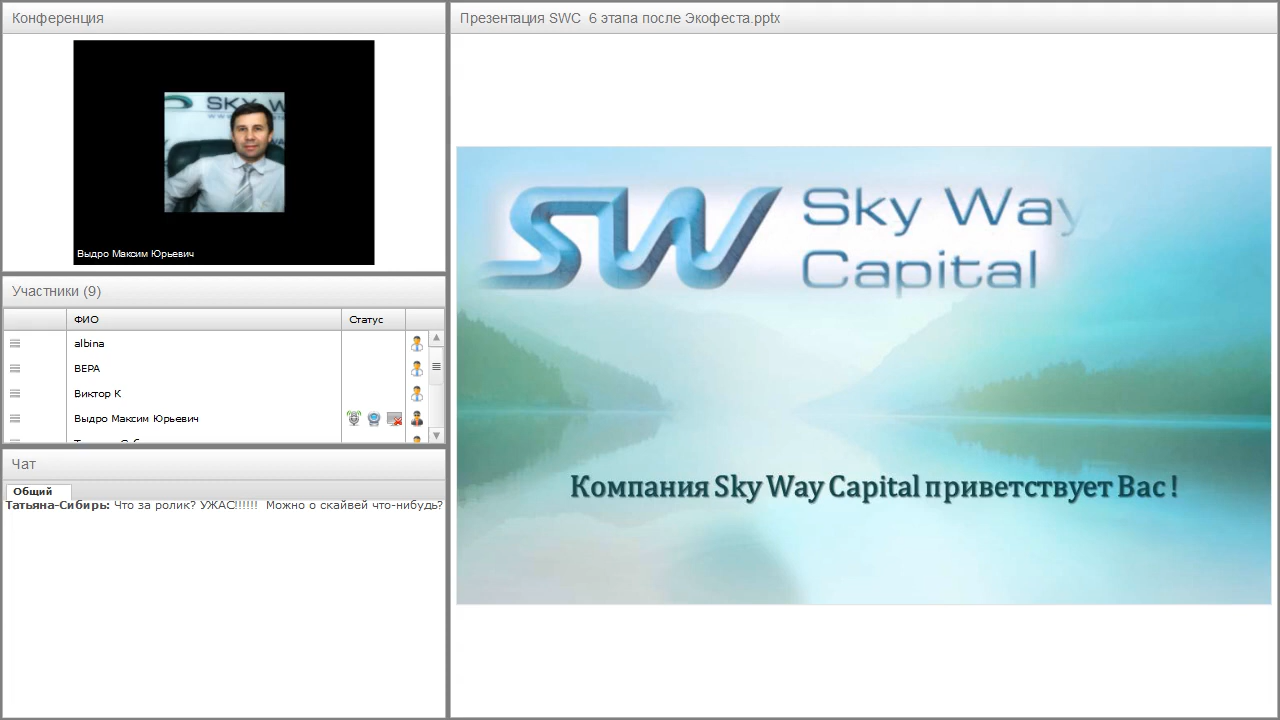 Конференция
SKY W
Выдро Максим Юрьевич
Участники (9)
ФИО
Статус
albina
ВЕРА
Виктор К
Выдро Максим Юрьевич
Чат
Общий
Татьяна-Сибирь: Что за ролик? УЖАС!!!!!! Можно о скайвей что-нибудь?
Презентация SWC 6 этапа после Экофеста.pptx
SW
Sky Way
Capital
Компания Sky Way Capital приветствует Вас !